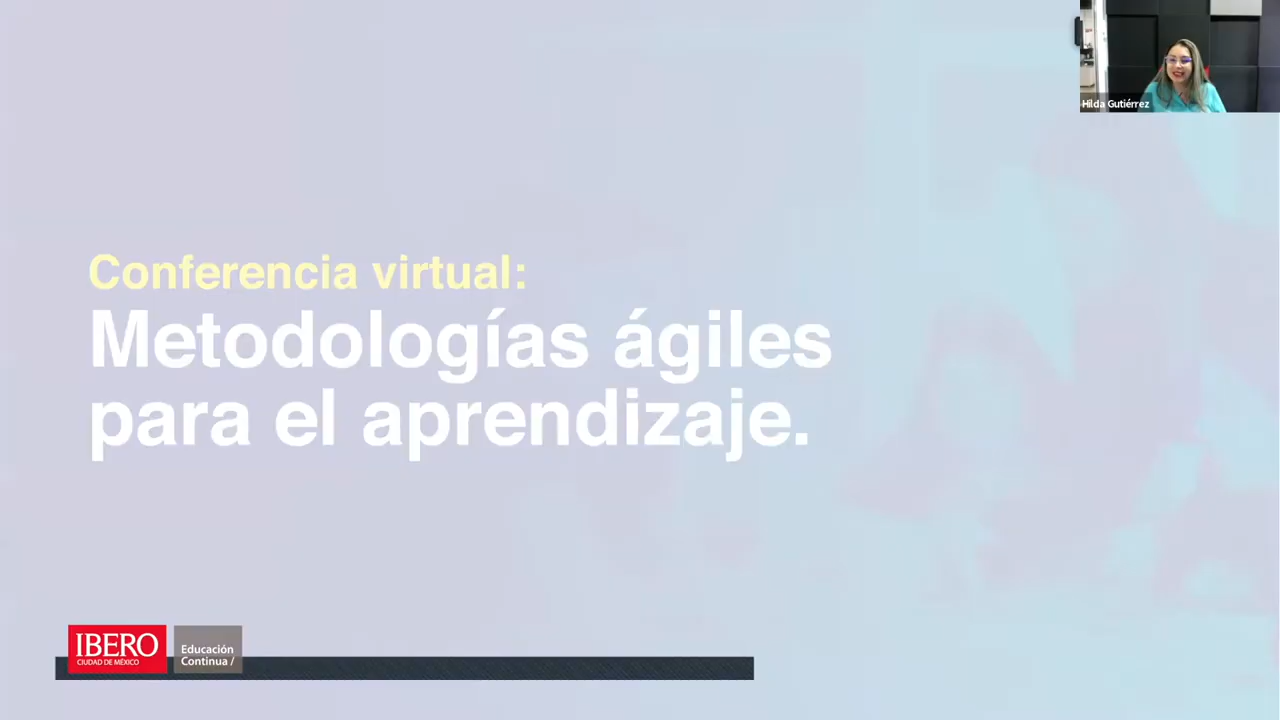 Hilda Gutiérrez
Conferencia virtual:
Metodologías ágiles
para el aprendizaje.
IBERO
CIUDAD DE MÉXICO
Educación
Continua /